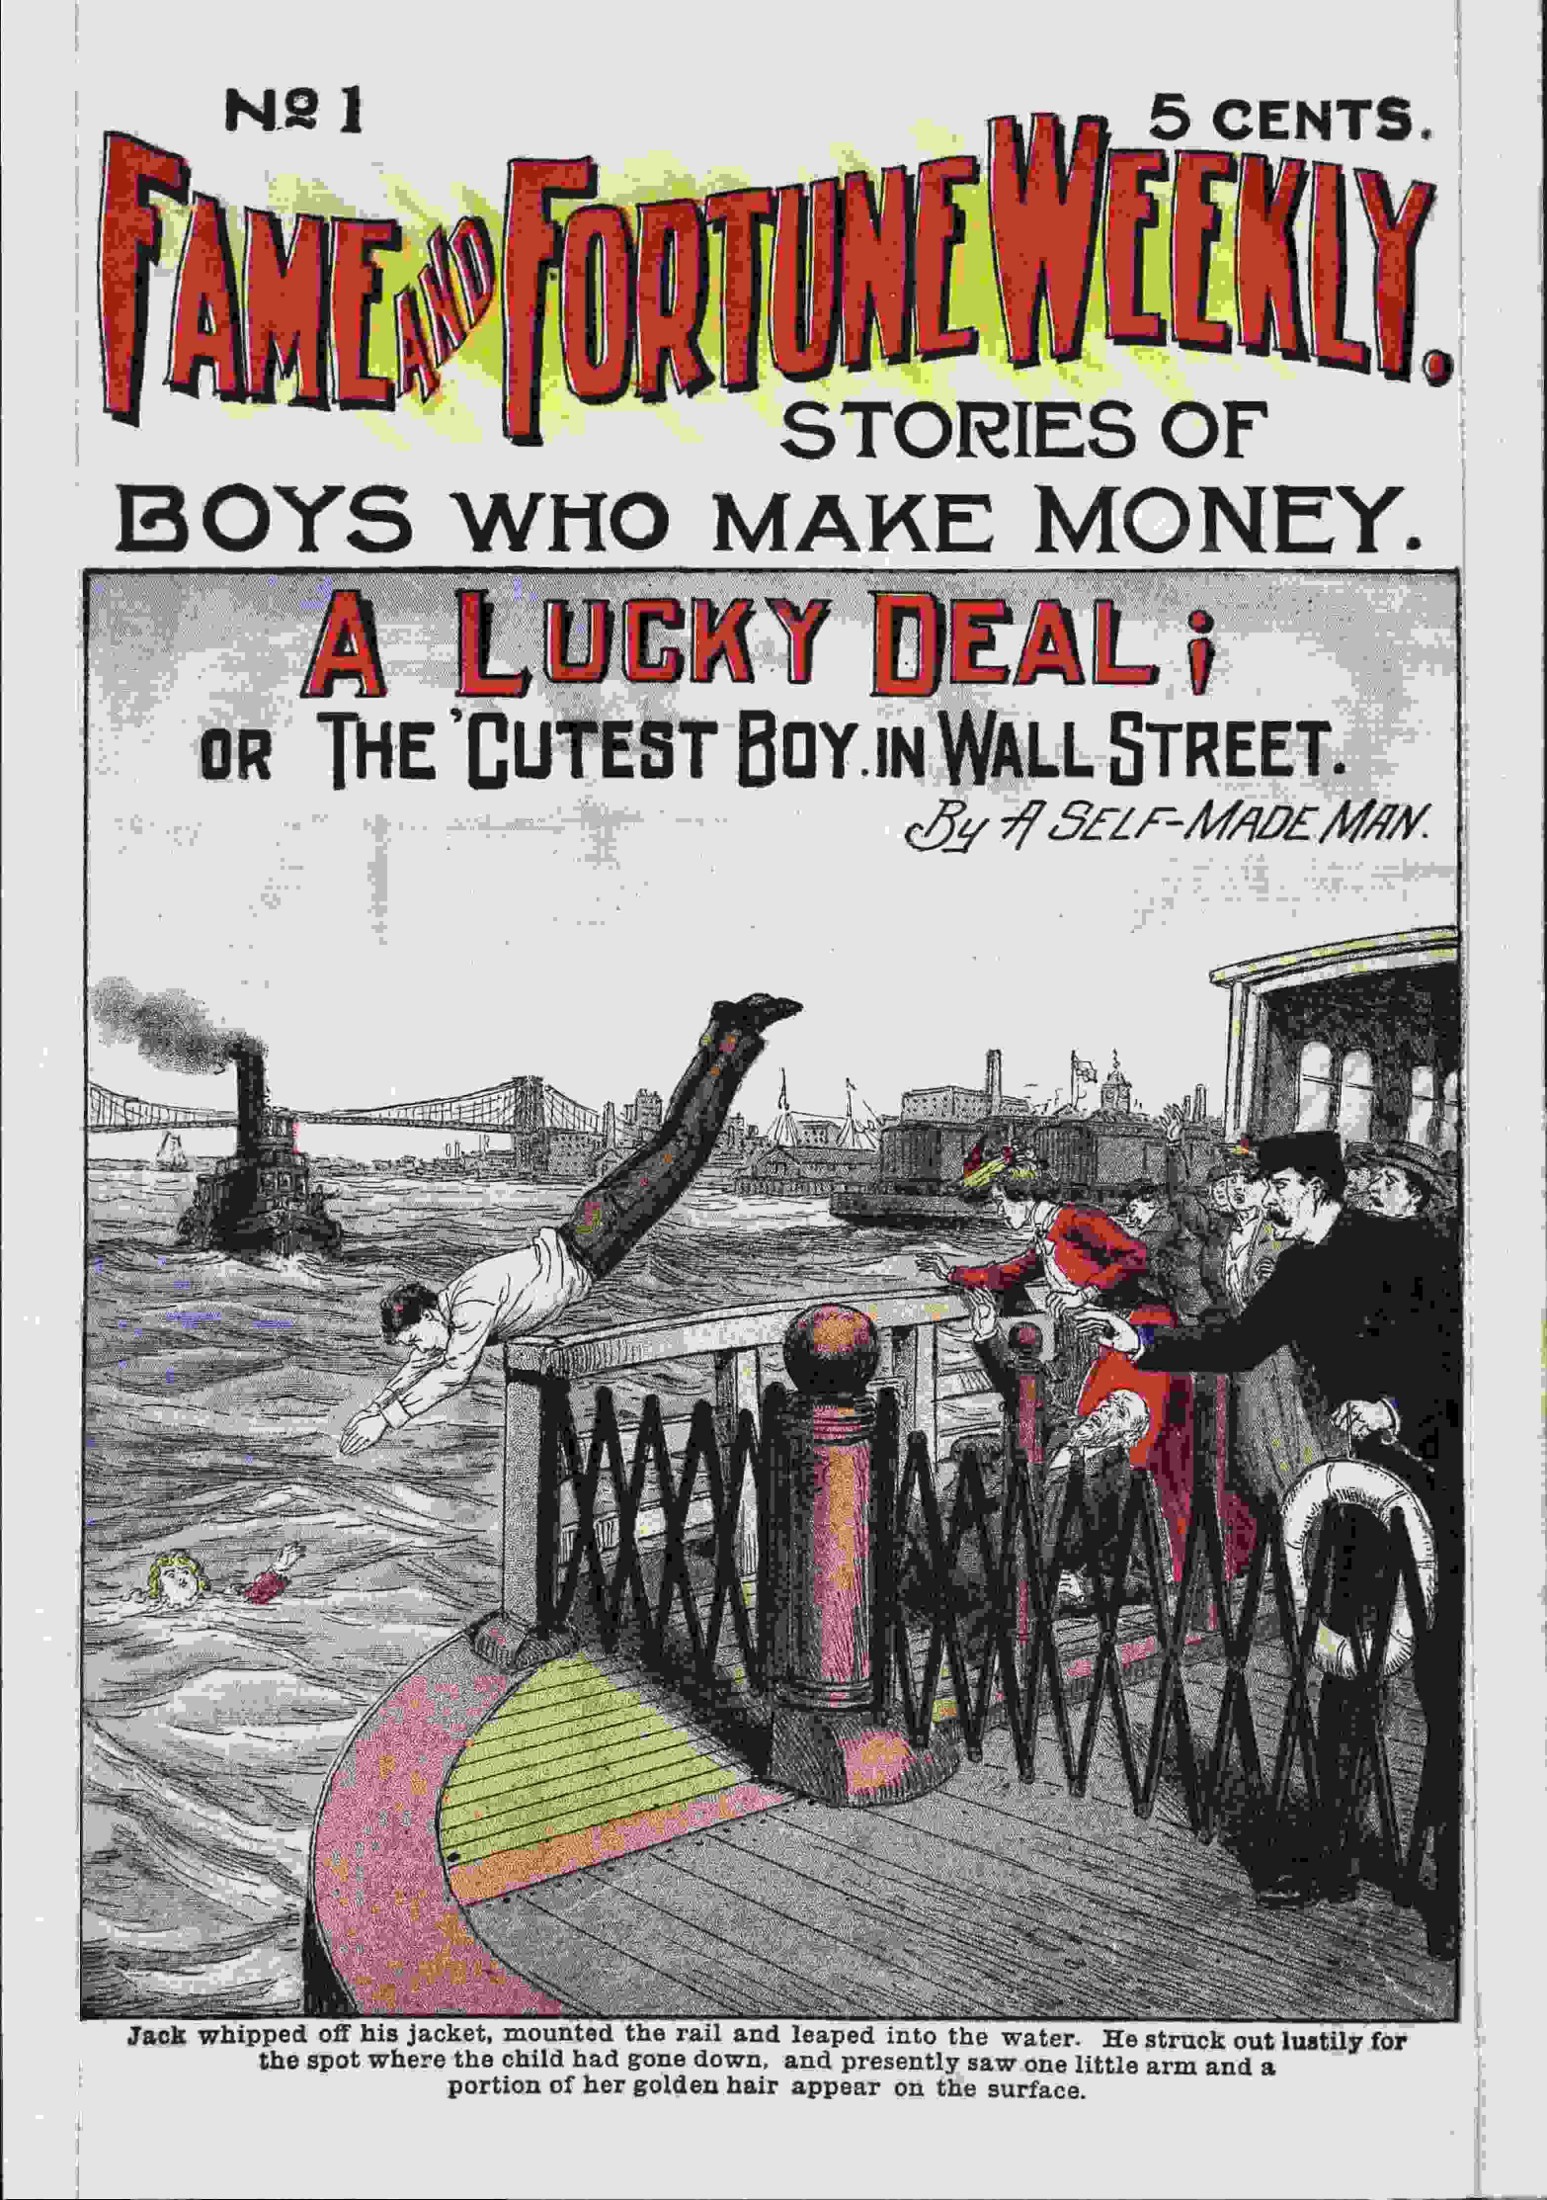 No 1
5 CENTS.
FAME AND FORTUNE WEEKLY.
STORIES OF
BOYS WHO MAKE MONEY.
A LUCKY DEAL;
OR THE 'CUTEST BOY IN WALL STREET.
By A SELF-MADE MAN.
Jack whipped off his jacket, mounted the rail and leaped into the water. He struck out lustily for
the spot where the child had gone down, and presently saw one little arm and a
portion of her golden hair appear on the surface.